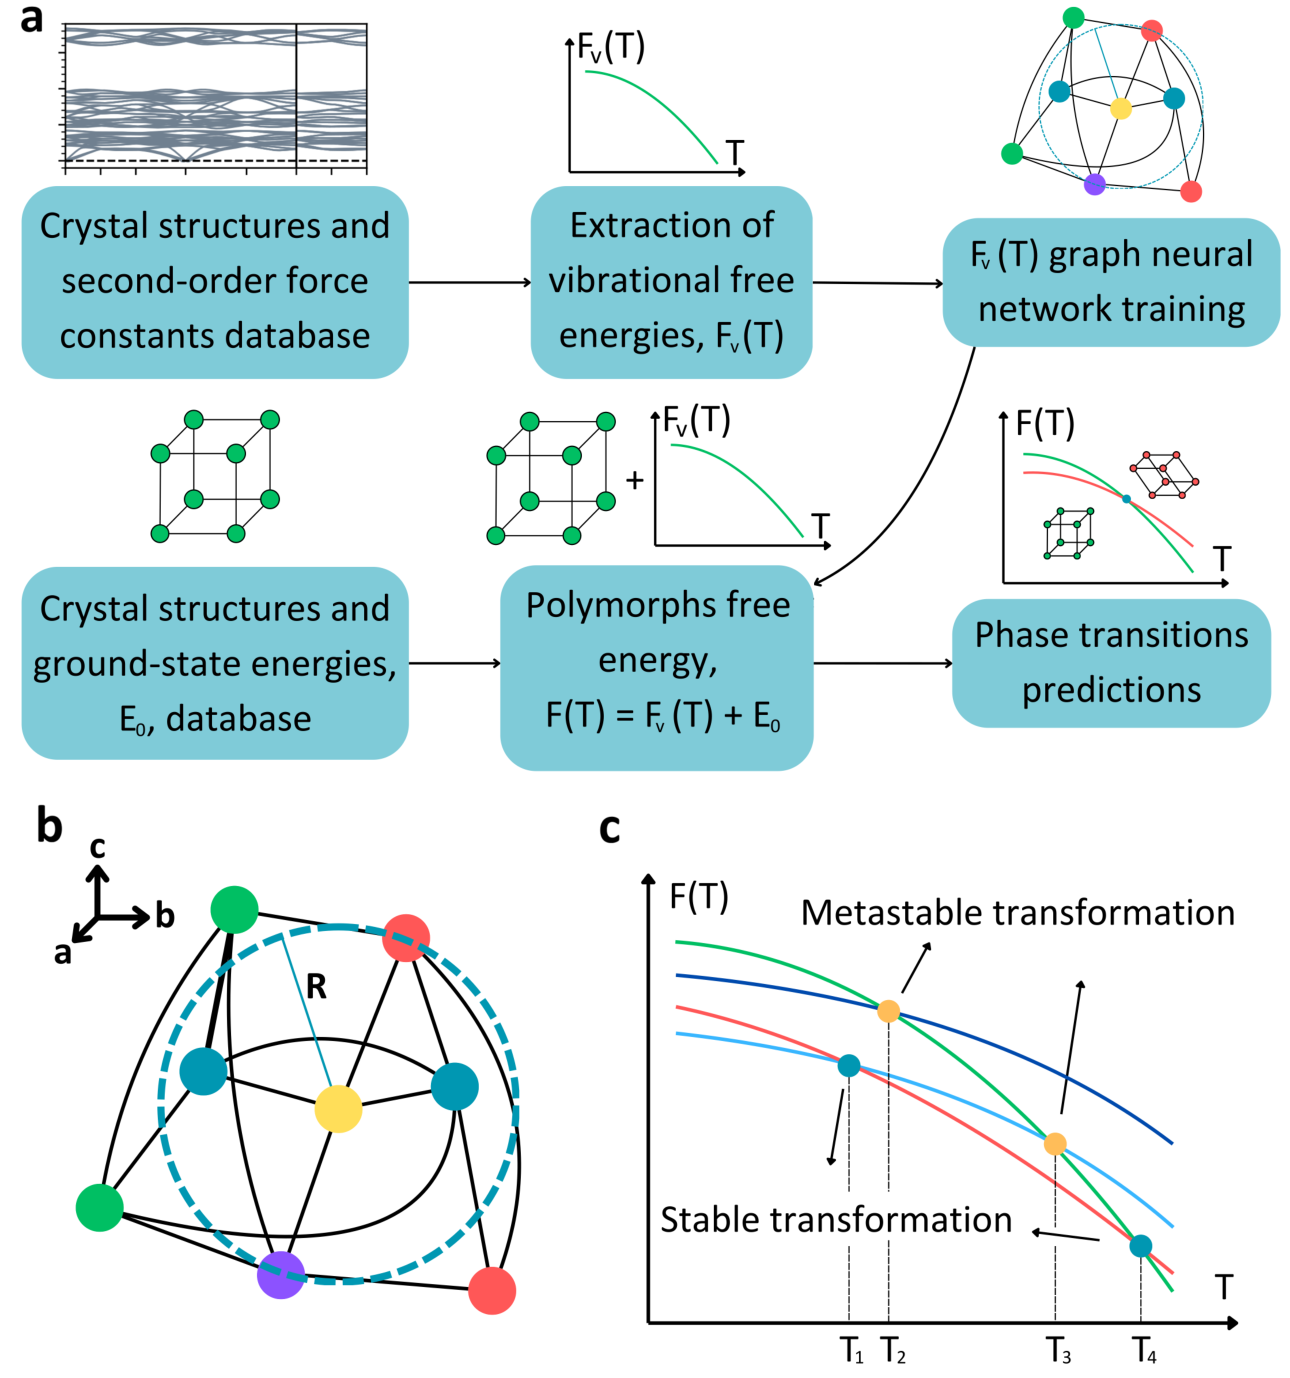 a
Fᵥ(T)
T
Crystal structures and
second-order force
constants database
Extraction of
vibrational free
energies, Fᵥ(T)
Fᵥ (T) graph neural
network training
Fᵥ(T)
+
T
F(T)
T
Crystal structures and
ground-state energies,
E₀, database
Polymorphs free
energy,
F(T) = Fᵥ (T) + E₀
Phase transitions
predictions
b
c
b
a
R
c
F(T)
Metastable transformation
Stable transformation
T
T₁ T₂ T₃ T₄